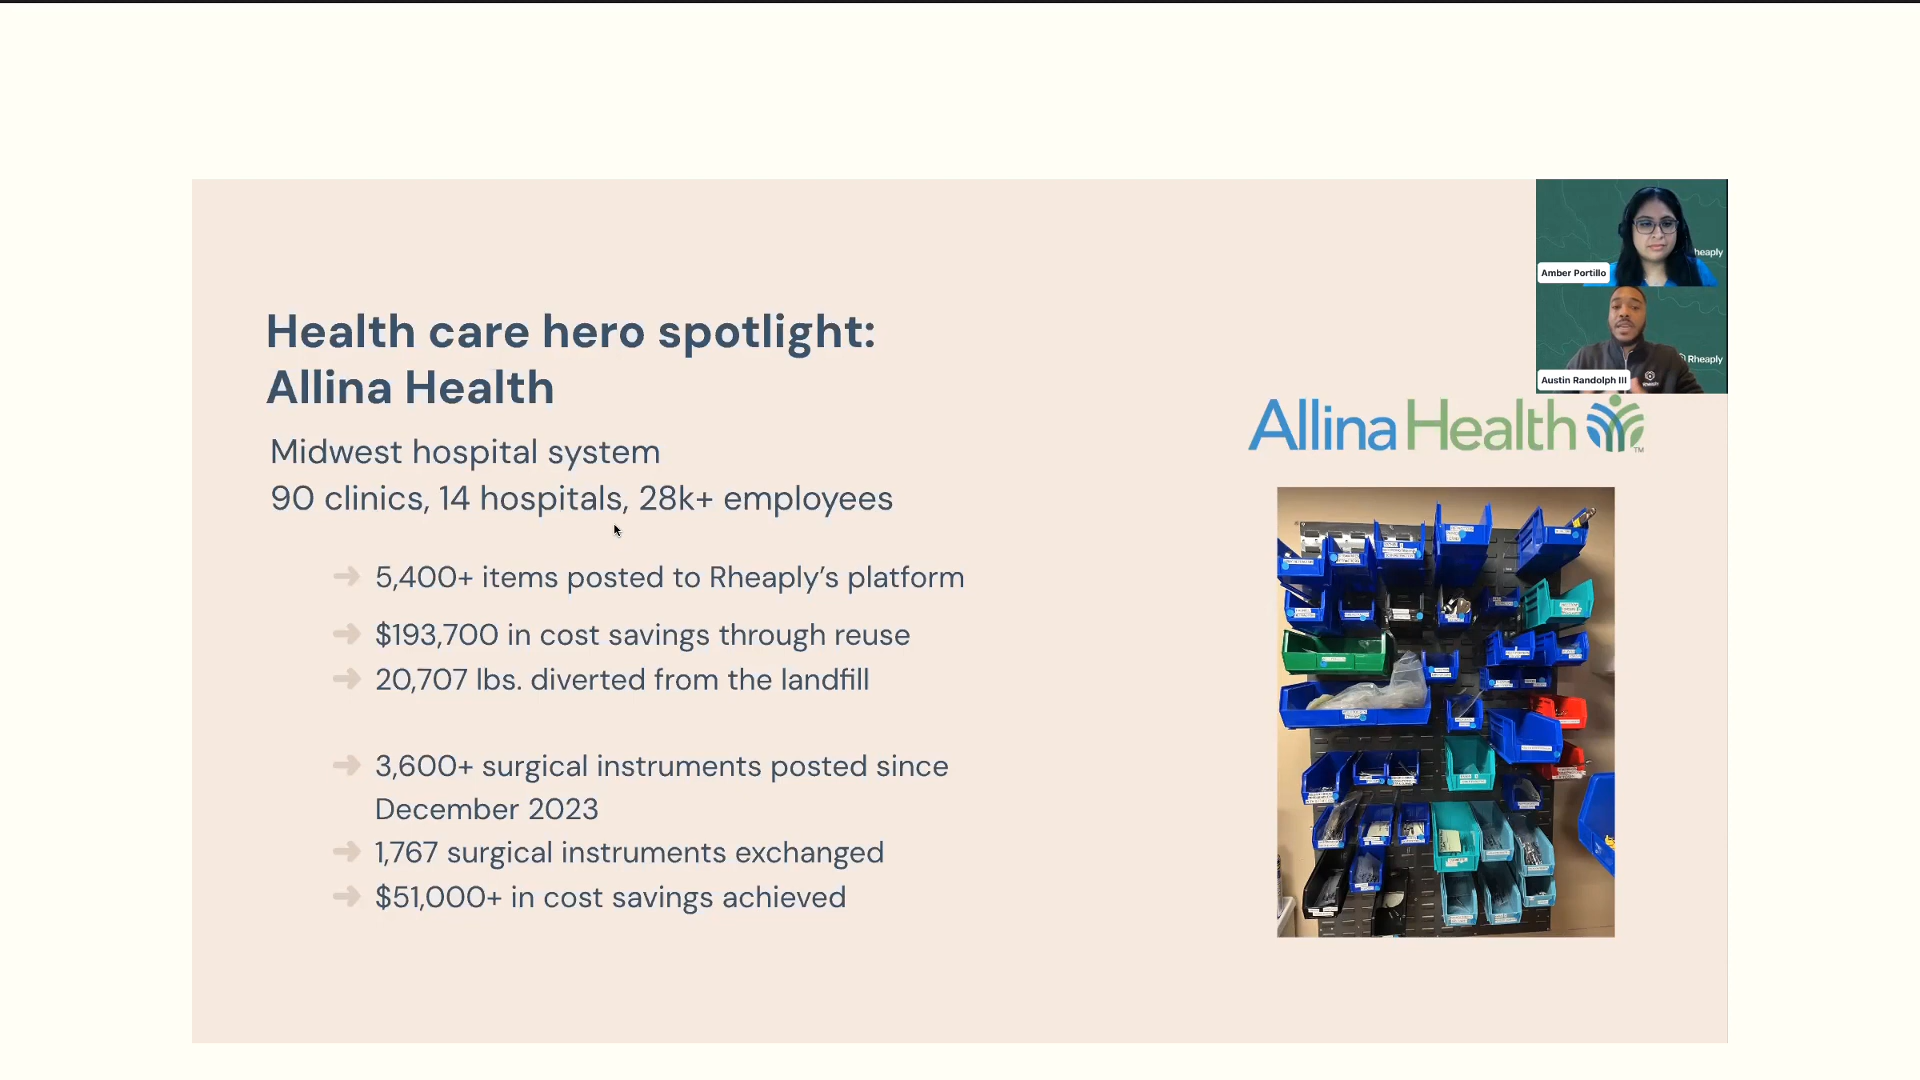 heaply
Amber Portillo
Rheaply
Austin Randolph III
Health care hero spotlight:
Allina Health
Allina Health
TM
Midwest hospital system
90 clinics, 14 hospitals, 28k+ employees
5,400+ items posted to Rheaply’s platform
$193,700 in cost savings through reuse
20,707 lbs. diverted from the landfill
3,600+ surgical instruments posted since
December 2023
1,767 surgical instruments exchanged
$51,000+ in cost savings achieved